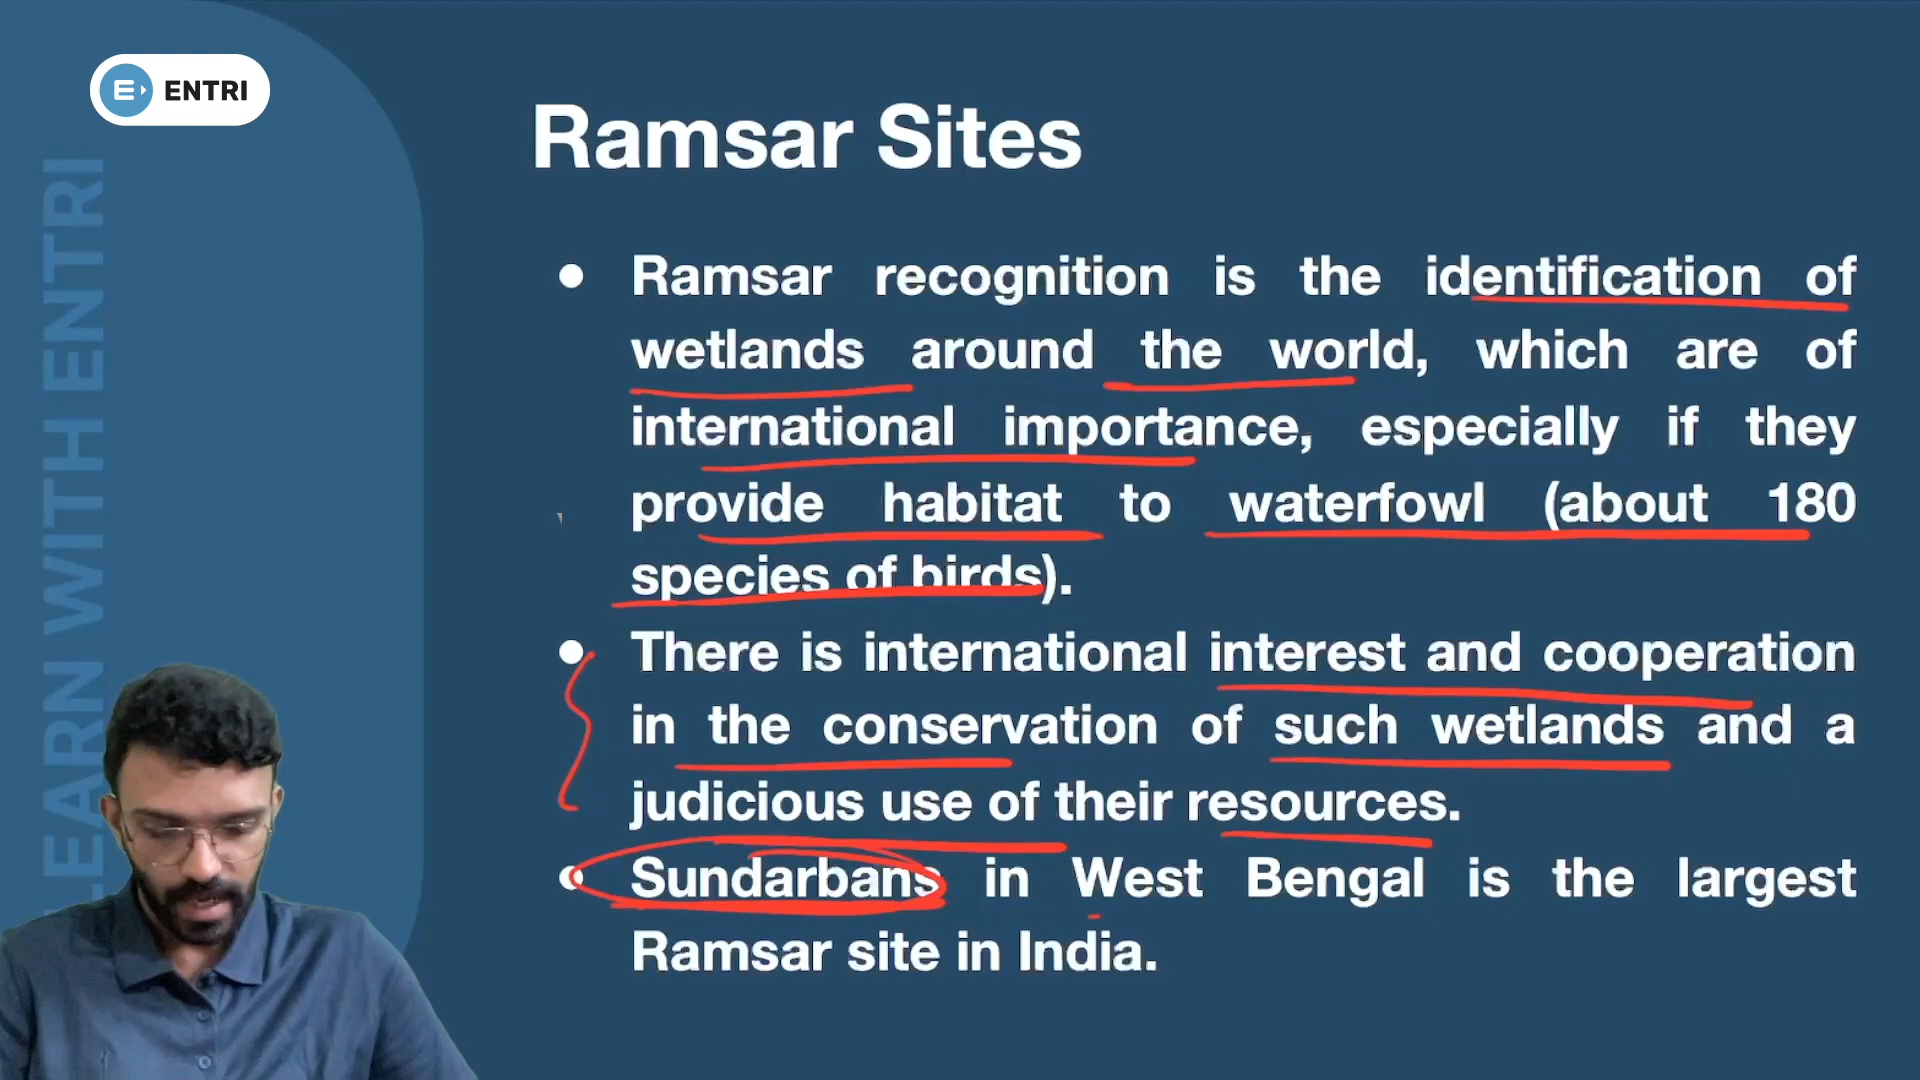 ENTRI
LEARN WITH ENTRI
Ramsar Sites
• Ramsar recognition is the identification of
wetlands around the world, which are of
international importance, especially if they
provide habitat to waterfowl (about 180
species of birds).
• There is international interest and cooperation
in the conservation of such wetlands and a
judicious use of their resources.
• Sundarbans in West Bengal is the largest
Ramsar site in India.